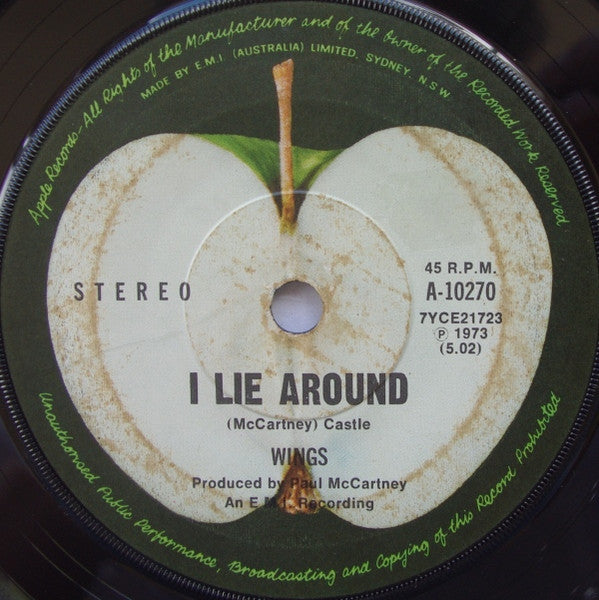 Apple Records-All Rights of the Manufacturer and of the Owner of the Recorded Work Reserved
MADE BY E.M.I (AUSTRALIA) LIMITED, SYDNEY, N.S.W
STEREO
45 R.P.M.
A-10270
7YCE21723
Ⓟ 1973
(5.02)
I LIE AROUND
(McCartney) Castle
WINGS
Produced by Paul McCartney
An E.M.I. Recording
Unauthorised Public Performance, Broadcasting and Copying of this Record Prohibited